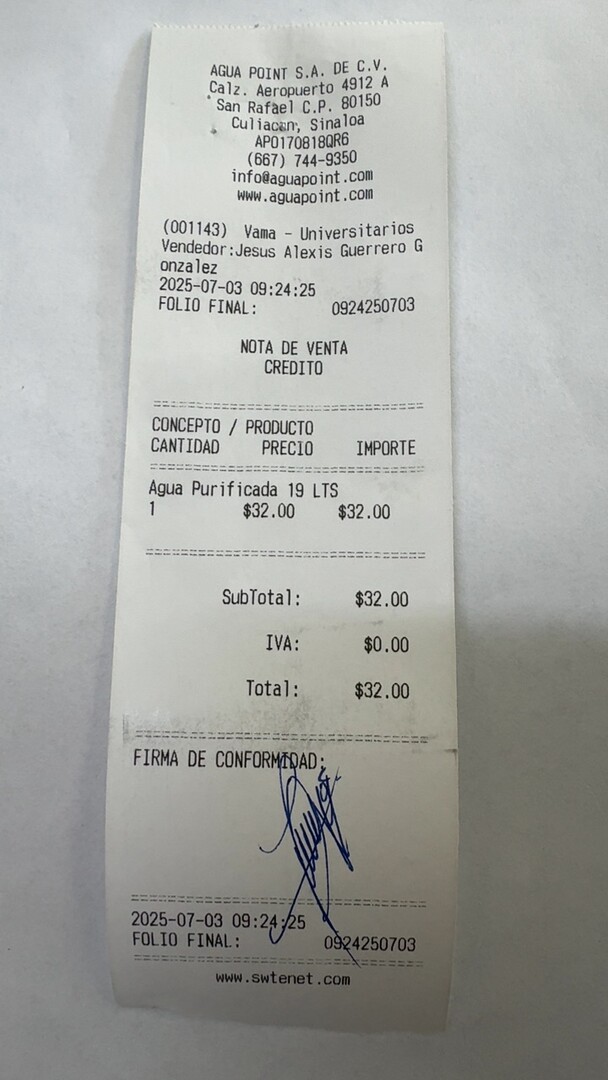 AGUA POINT S.A. DE C.V.
Calz. Aeropuerto 4912 A
San Rafael C.P. 80150
Culiacan, Sinaloa
APO170818QR6
(667) 744-9350
info@aguapoint.com
www.aguapoint.com
(001143) Vama - Universitarios
Vendedor:Jesus Alexis Guerrero G
onzalez
2025-07-03 09:24:25
FOLIO FINAL: 0924250703
NOTA DE VENTA
CREDITO
CONCEPTO / PRODUCTO
CANTIDAD PRECIO IMPORTE
Agua Purificada 19 LTS
1 $32.00 $32.00
SubTotal: $32.00
IVA: $0.00
Total: $32.00
FIRMA DE CONFORMIDAD:
2025-07-03 09:24:25
FOLIO FINAL: 0924250703
www.swtenet.com